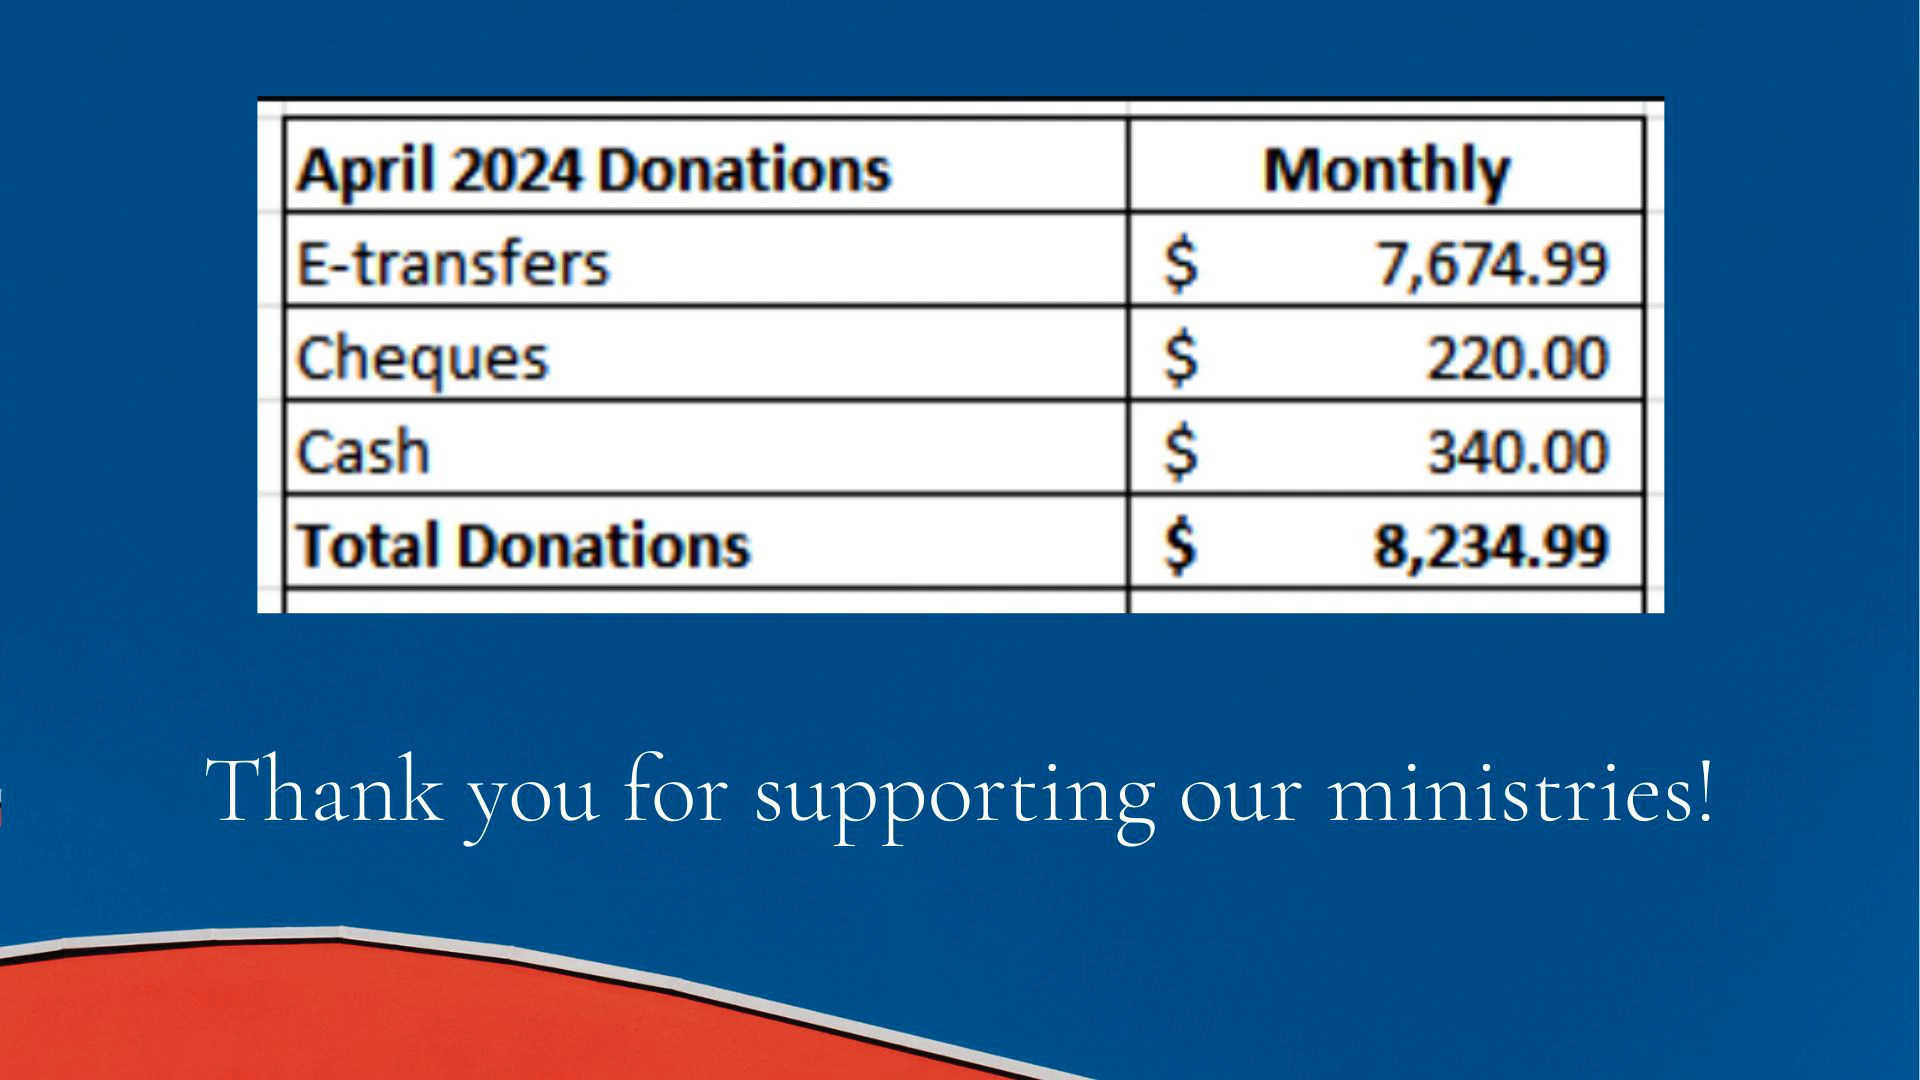 April 2024 Donations Monthly
E-transfers $ 7,674.99
Cheques $ 220.00
Cash $ 340.00
Total Donations $ 8,234.99
Thank you for supporting our ministries!